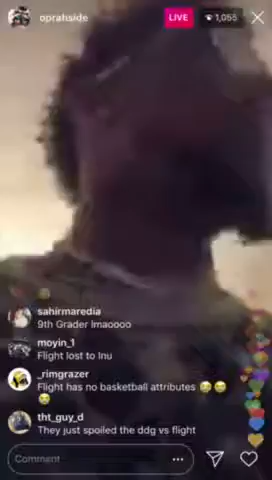 oprahside
LIVE
1,055
sahirmaredia
9th Grader lmaoooo
moyin_1
Flight lost to Inu
_rimgrazer
Flight has no basketball attributes 😂😂
😂
tht_guy_d
They just spoiled the ddg vs flight
Comment